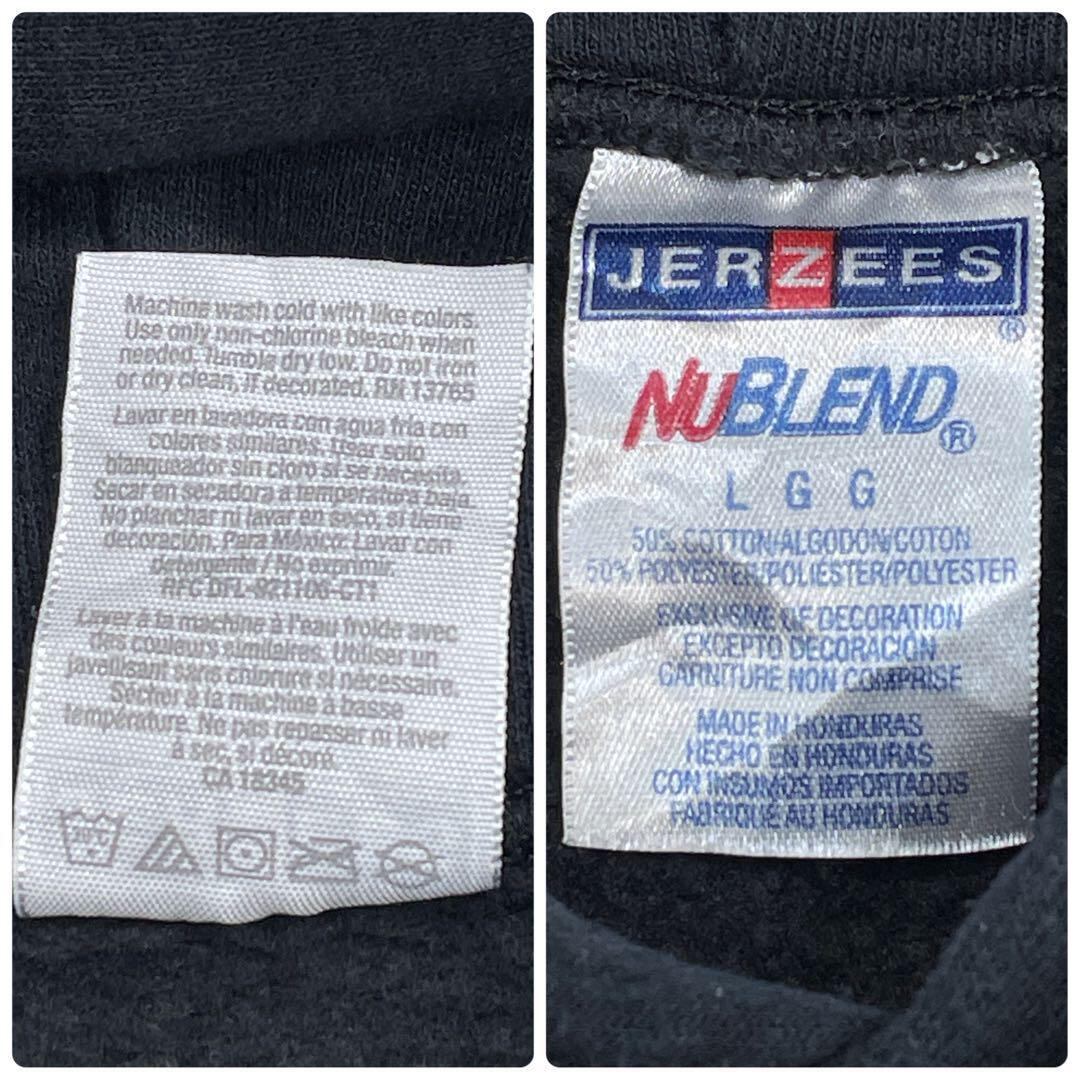 Machine wash cold with like colors.
Use only non-chlorine bleach when
needed. Tumble dry low. Do not iron
or dry clean, if decorated. RN 13765
Lavar en lavadora con agua fria con
colores similares. Usar solo
blanqueador sin cloro si se necesita.
Secar en secadora a temperatura baja.
No planchar ni lavar en seco, si tiene
decoración. Para México: Lavar con
detergente / No exprimir.
RFC DFL-921106-CT1
Laver à la machine à l'eau froide avec
des couleurs similaires. Utiliser un
javellisant sans chlorure si nécessaire.
Sécher à la machine à basse
température. Ne pas repasser ni laver
à sec, si décoré.
CA 18345
30°C
JERZEES
®
NUBLEND®
L G G
50% COTTON/ALGODÓN/COTON
50% POLYESTER/POLIÉSTER/POLYESTER
EXCLUSIVE OF DECORATION
EXCEPTO DECORACIÓN
GARNITURE NON COMPRISE
MADE IN HONDURAS
HECHO EN HONDURAS
CON INSUMOS IMPORTADOS
FABRIQUÉ AU HONDURAS